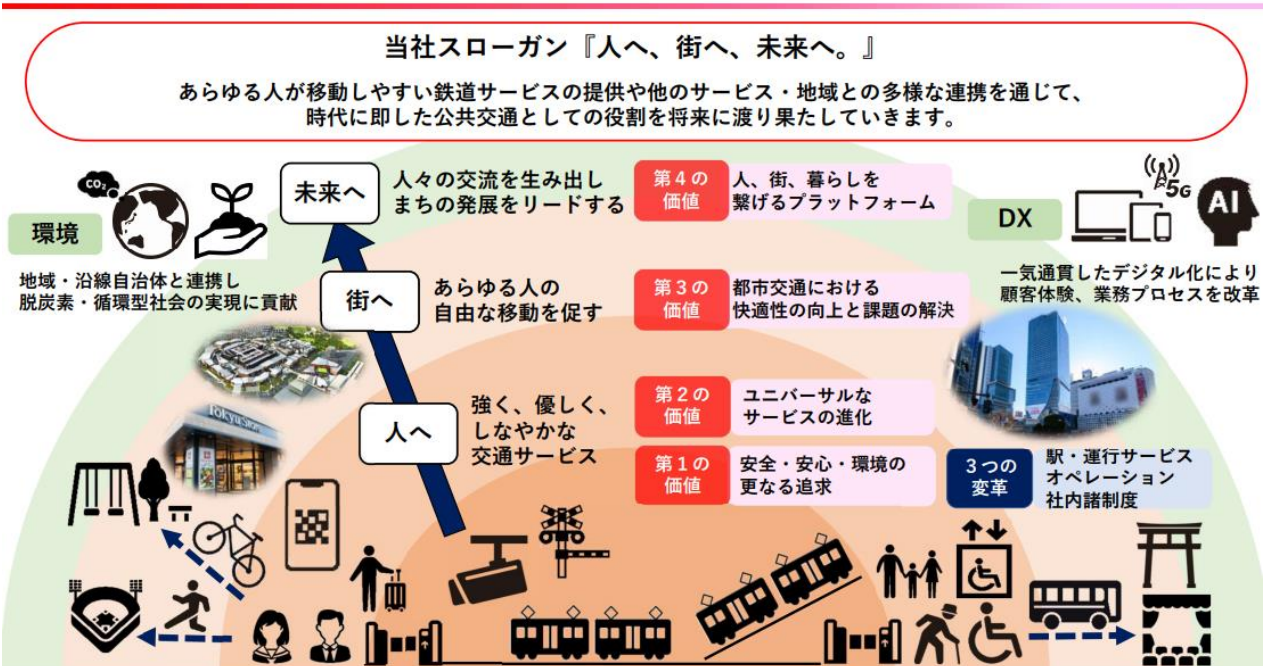 当社スローガン『人へ、街へ、未来へ。』
あらゆる人が移動しやすい鉄道サービスの提供や他のサービス・地域との多様な連携を通じて、
時代に即した公共交通としての役割を将来に渡り果たしていきます。
CO₂
環境
地域・沿線自治体と連携し
脱炭素・循環型社会の実現に貢献
未来へ
人々の交流を生み出し
まちの発展をリードする
第4の
価値
人、街、暮らしを
繋げるプラットフォーム
DX
5G
AI
一気通貫したデジタル化により
顧客体験、業務プロセスを改革
街へ
あらゆる人の
自由な移動を促す
第3の
価値
都市交通における
快適性の向上と課題の解決
人へ
強く、優しく、
しなやかな
交通サービス
第2の
価値
ユニバーサルな
サービスの進化
第1の
価値
安全・安心・環境の
更なる追求
3つの
変革
駅・運行サービス
オペレーション
社内諸制度
Tokyu Store